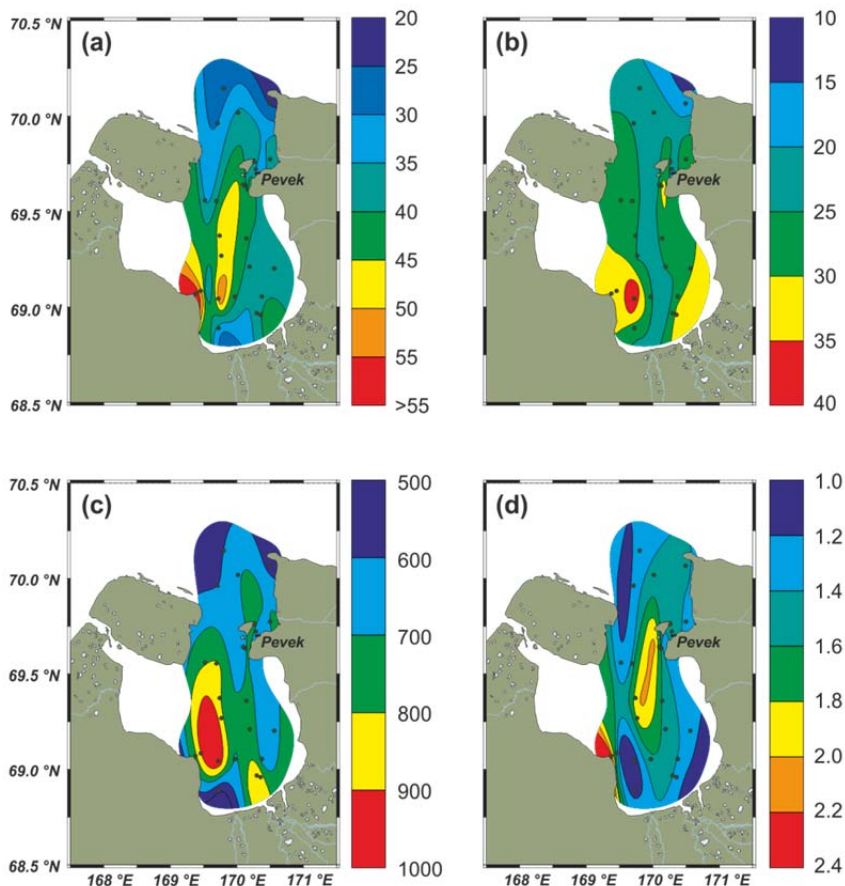 70.5 °N
70.0 °N
69.5 °N
69.0 °N
68.5 °N
(a)
Pevek
20
25
30
35
40
45
50
55
>55
(b)
Pevek
10
15
20
25
30
35
40
70.5 °N
70.0 °N
69.5 °N
69.0 °N
68.5 °N
(c)
Pevek
168 °E 169 °E 170 °E 171 °E
500
600
700
800
900
1000
(d)
Pevek
168 °E 169 °E 170 °E 171 °E
1.0
1.2
1.4
1.6
1.8
2.0
2.2
2.4